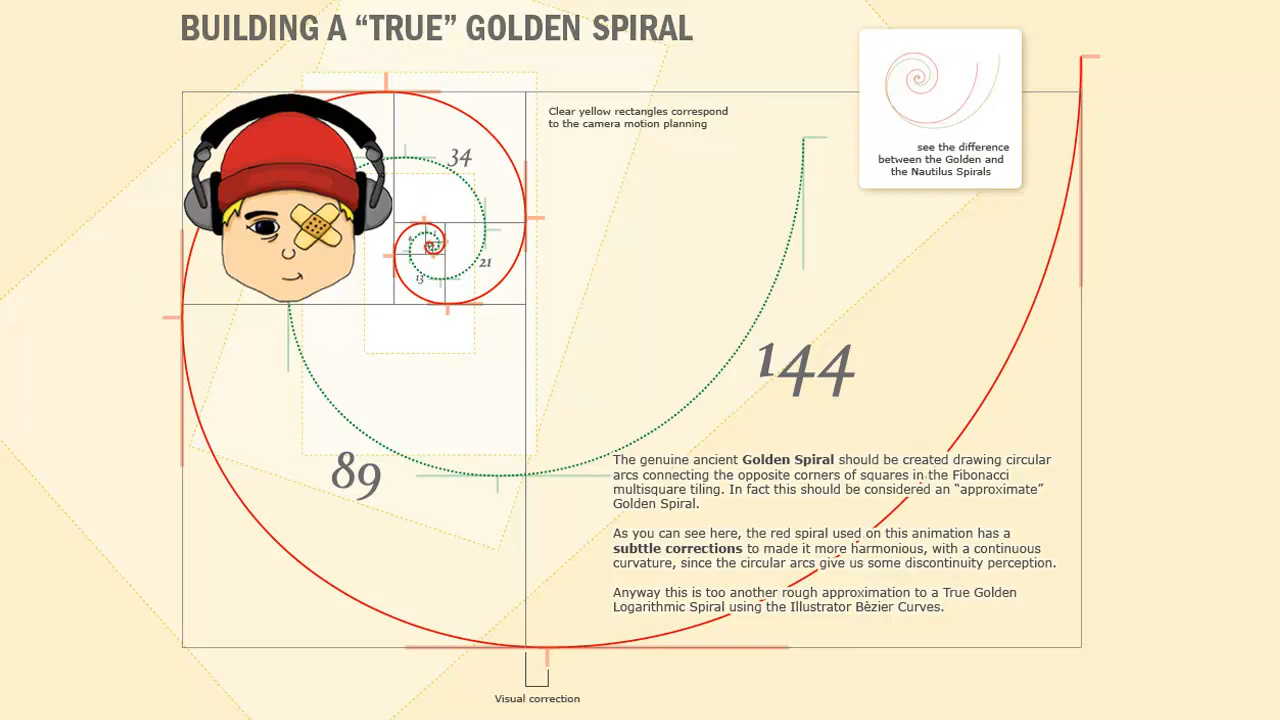 BUILDING A “TRUE” GOLDEN SPIRAL
Clear yellow rectangles correspond
to the camera motion planning
see the difference
between the Golden and
the Nautilus Spirals
34
21
13
144
89
The genuine ancient Golden Spiral should be created drawing circular
arcs connecting the opposite corners of squares in the Fibonacci
multisquare tiling. In fact this should be considered an “approximate”
Golden Spiral.
As you can see here, the red spiral used on this animation has a
subtle corrections to made it more harmonious, with a continuous
curvature, since the circular arcs give us some discontinuity perception.
Anyway this is too another rough approximation to a True Golden
Logarithmic Spiral using the Illustrator Bèzier Curves.
Visual correction